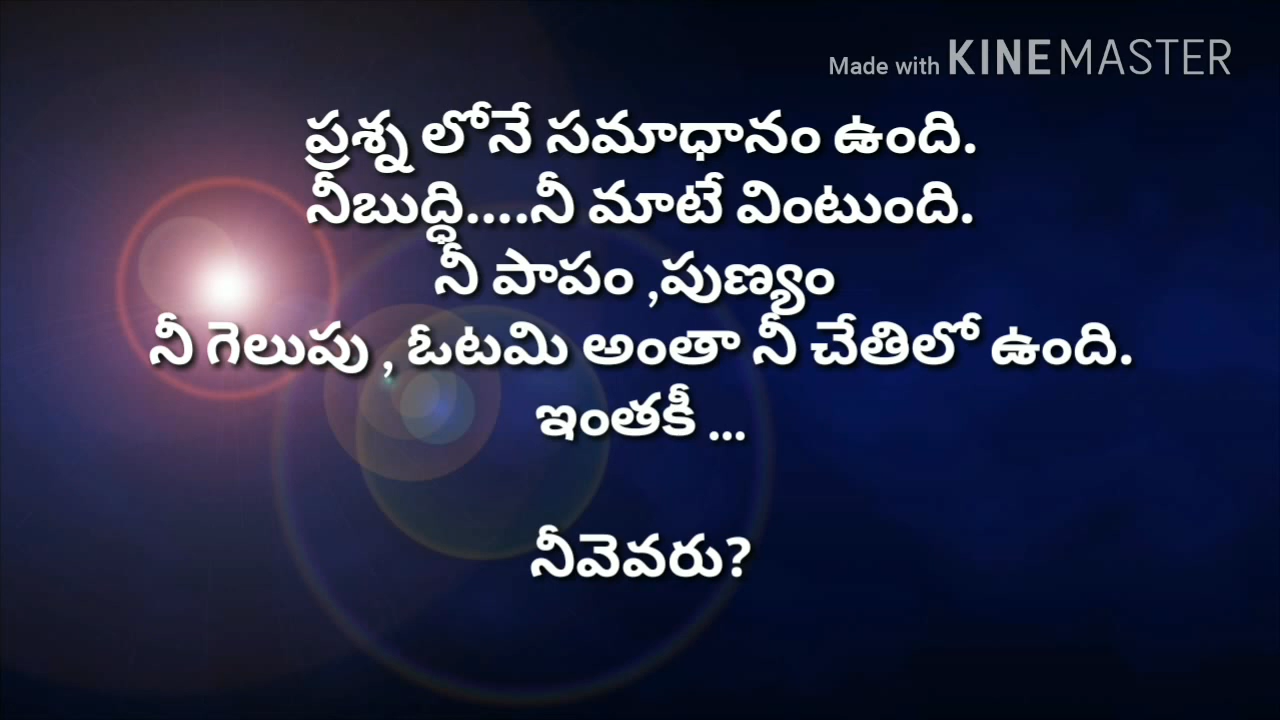 Made with KINEMASTER
ప్రశ్న లోనే సమాధానం ఉంది.
నీబుద్ధి....నీ మాటే వింటుంది.
నీ పాపం ,పుణ్యం
నీ గెలుపు , ఓటమి అంతా నీ చేతిలో ఉంది.
ఇంతకీ ...
నీవెవరు?